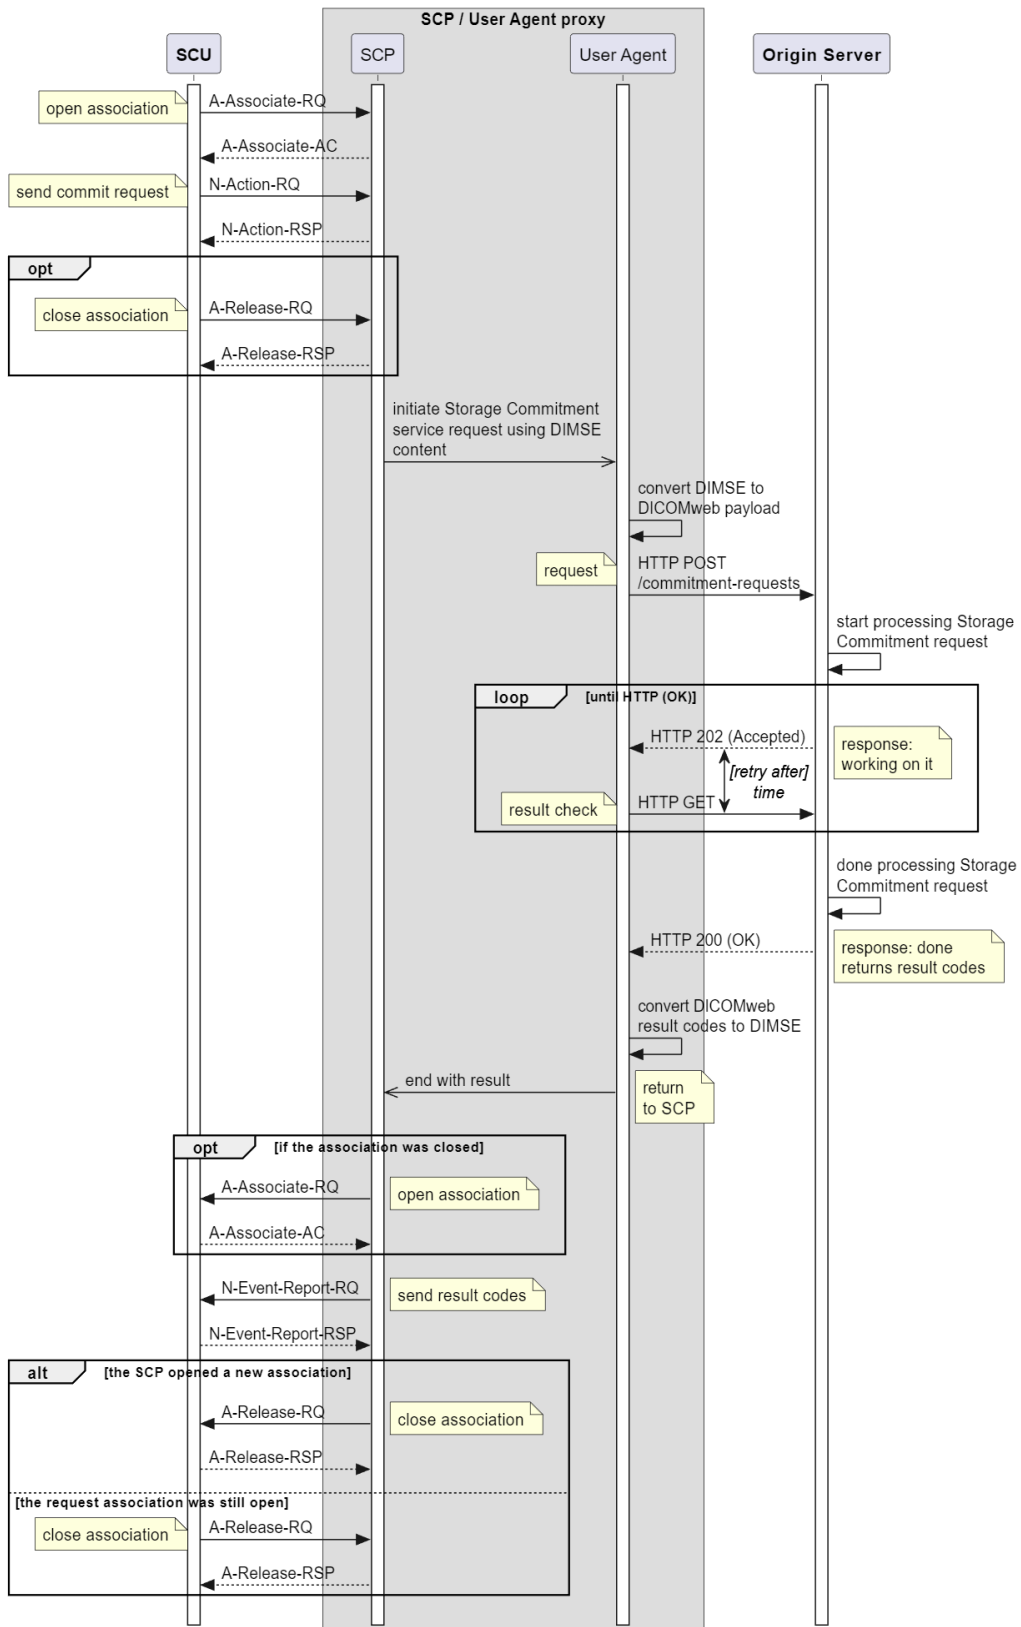 SCP / User Agent proxy
SCU
SCP
User Agent
Origin Server
open association
A-Associate-RQ
A-Associate-AC
send commit request
N-Action-RQ
N-Action-RSP
opt
close association
A-Release-RQ
A-Release-RSP
initiate Storage Commitment
service request using DIMSE
content
convert DIMSE to
DICOMweb payload
request
HTTP POST
/commitment-requests
start processing Storage
Commitment request
loop
[until HTTP (OK)]
HTTP 202 (Accepted)
response:
working on it
[retry after]
time
result check
HTTP GET
done processing Storage
Commitment request
HTTP 200 (OK)
response: done
returns result codes
convert DICOMweb
result codes to DIMSE
end with result
return
to SCP
opt
[if the association was closed]
A-Associate-RQ
open association
A-Associate-AC
N-Event-Report-RQ
send result codes
N-Event-Report-RSP
alt
[the SCP opened a new association]
A-Release-RQ
close association
A-Release-RSP
[the request association was still open]
close association
A-Release-RQ
A-Release-RSP